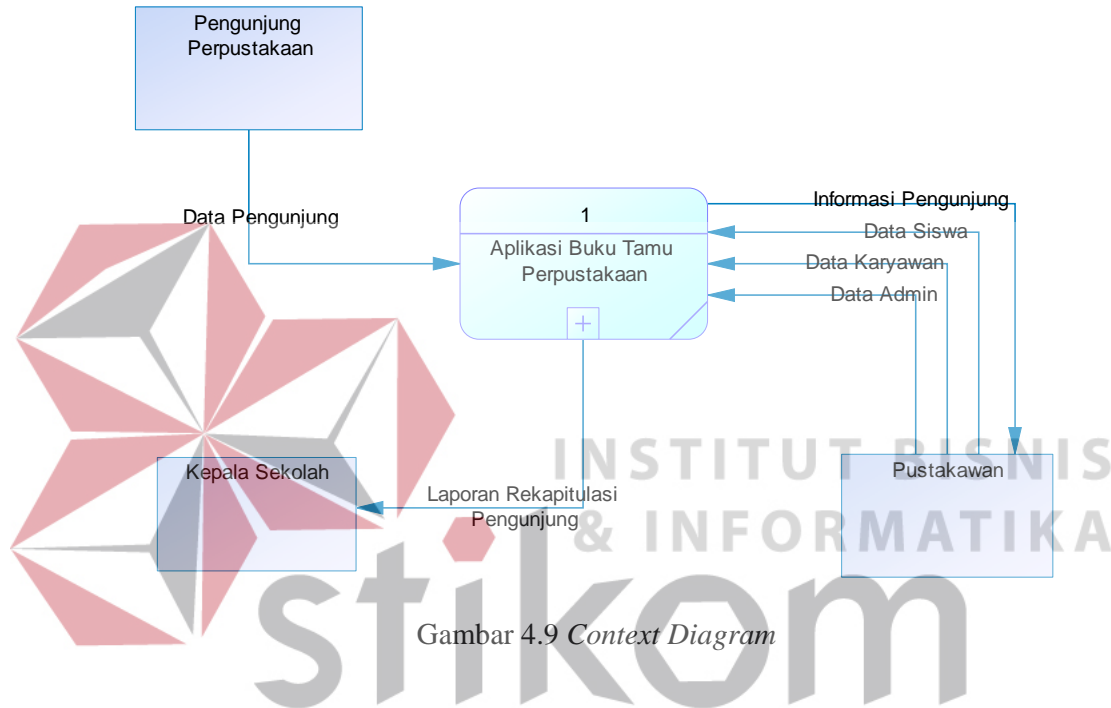 Pengunjung
Perpustakaan
Data Pengunjung
1
Aplikasi Buku Tamu
Perpustakaan
Informasi Pengunjung
Data Siswa
Data Karyawan
Data Admin
Kepala Sekolah
Laporan Rekapitulasi
Pengunjung
Pustakawan
INSTITUT BISNIS
& INFORMATIKA
stikom
Gambar 4.9 Context Diagram